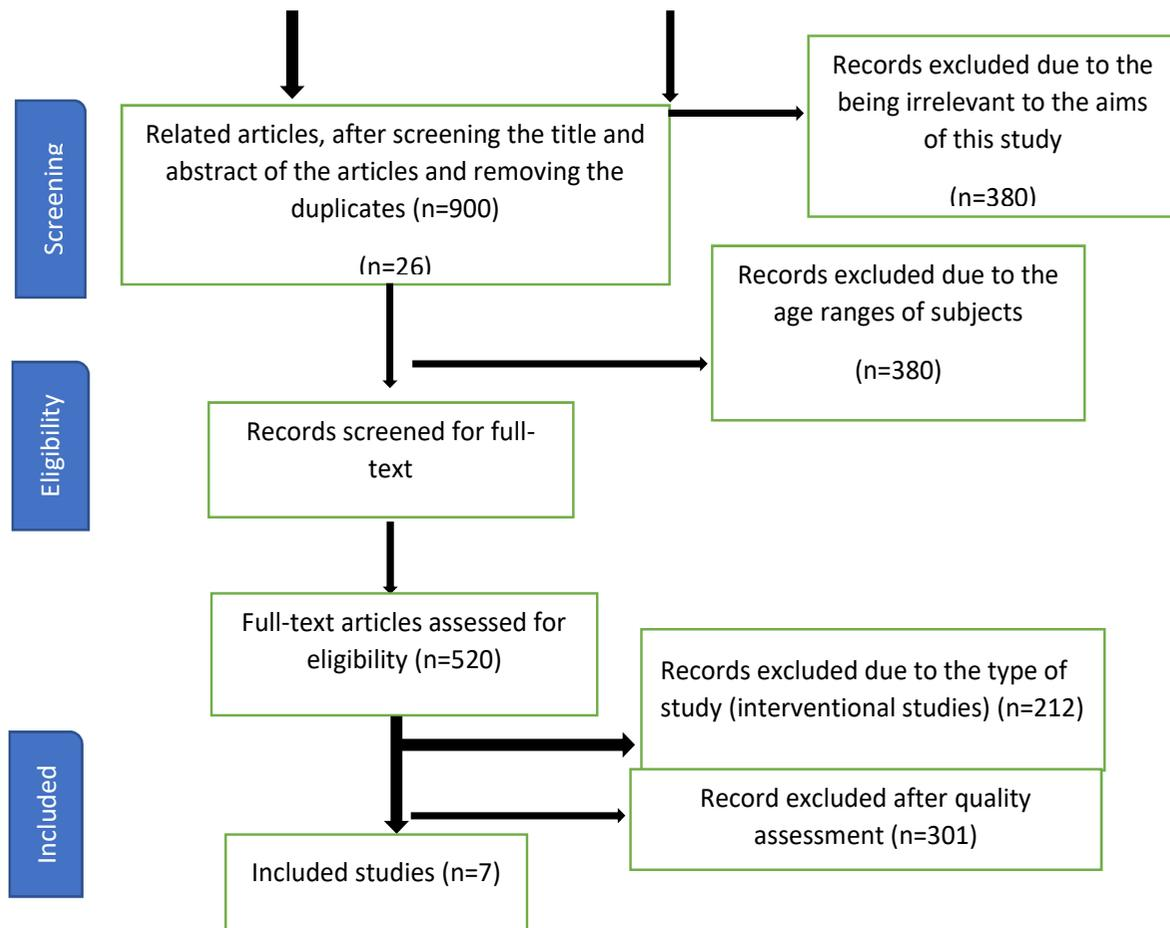 Records excluded due to the
being irrelevant to the aims
of this study
(n=380)
Screening
Related articles, after screening the title and
abstract of the articles and removing the
duplicates (n=900)
(n=26)
Records excluded due to the
age ranges of subjects
(n=380)
Eligibility
Records screened for full-
text
Full-text articles assessed for
eligibility (n=520)
Records excluded due to the type of
study (interventional studies) (n=212)
Included
Record excluded after quality
assessment (n=301)
Included studies (n=7)